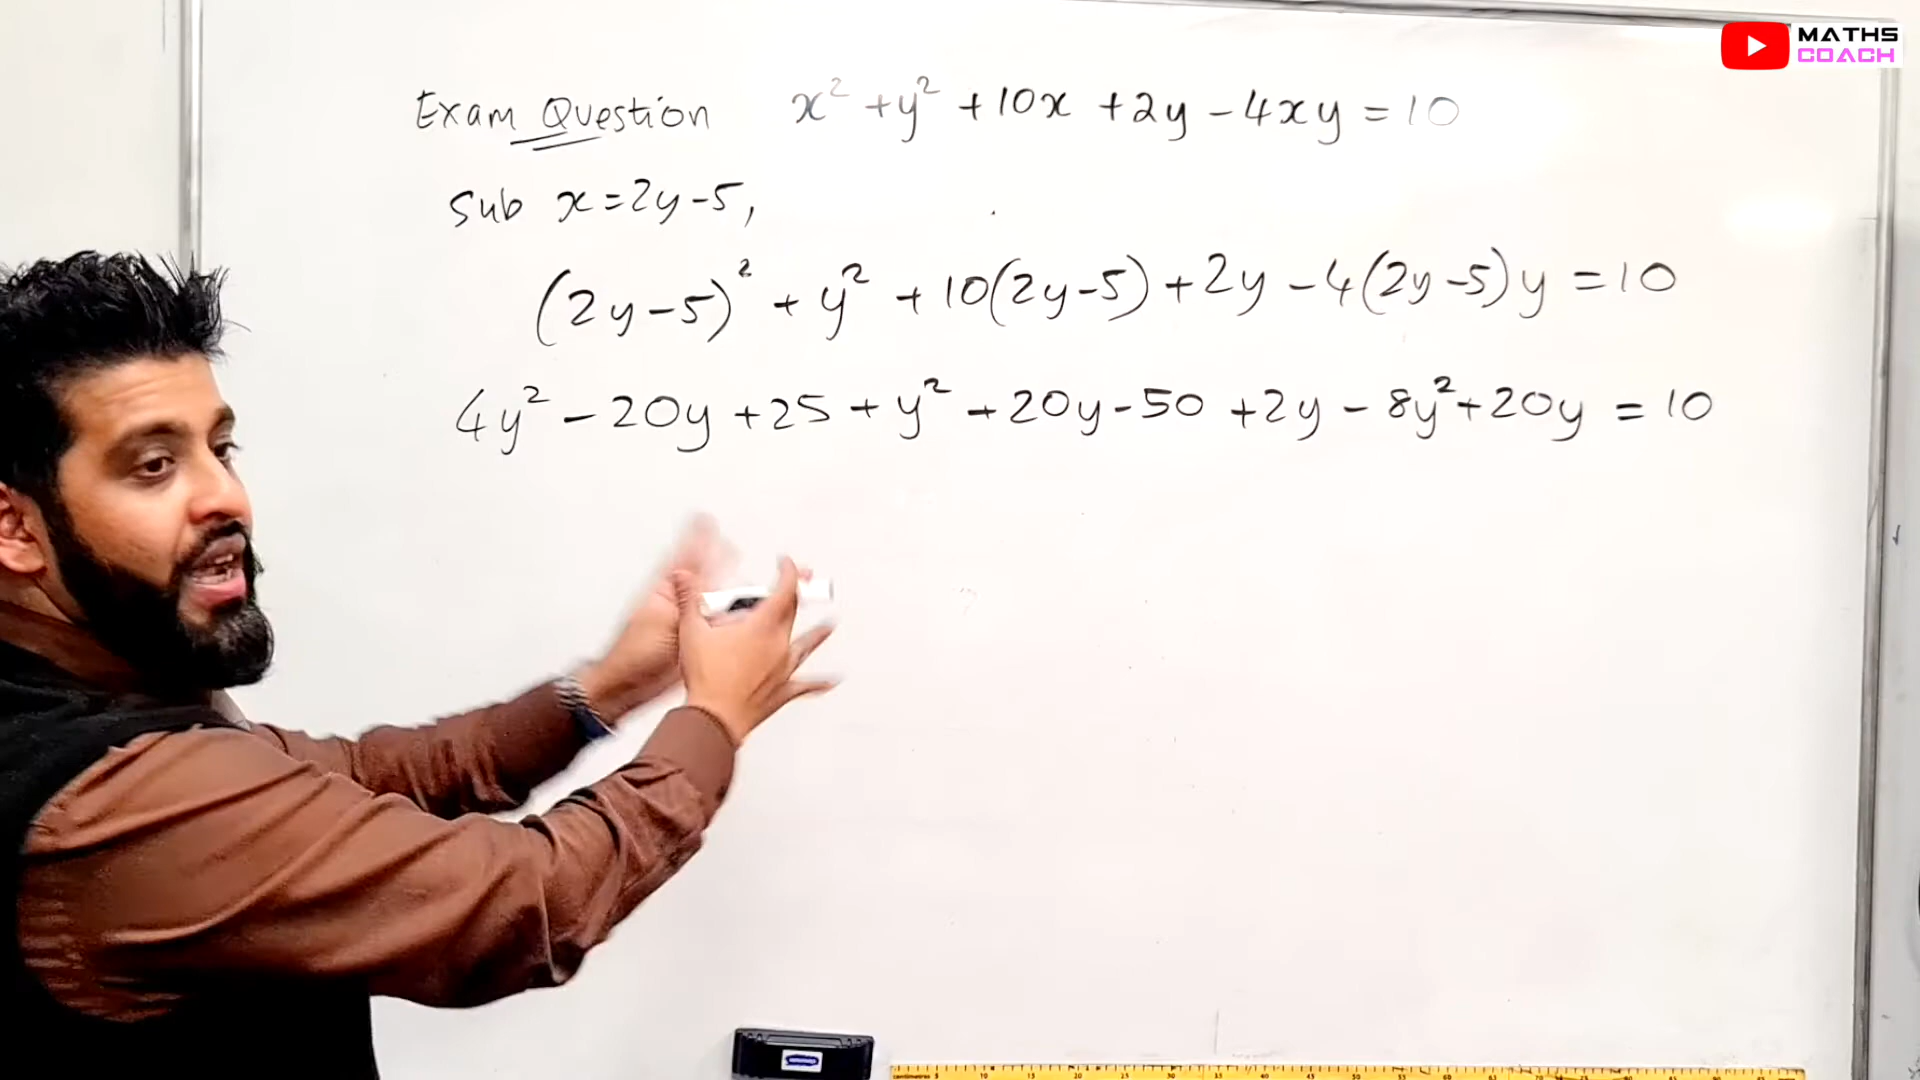 MATHS
COACH
Exam Question x² + y² + 10x + 2y - 4xy = 10
Sub x = 2y - 5,
(2y - 5)² + y² + 10(2y - 5) + 2y - 4(2y - 5)y = 10
4y² - 20y + 25 + y² + 20y - 50 + 2y - 8y² + 20y = 10